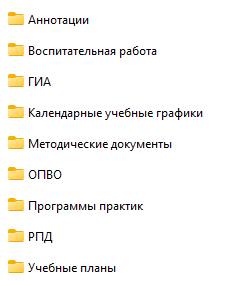 Аннотации
Воспитательная работа
ГИА
Календарные учебные графики
Методические документы
ОПВО
Программы практик
РПД
Учебные планы